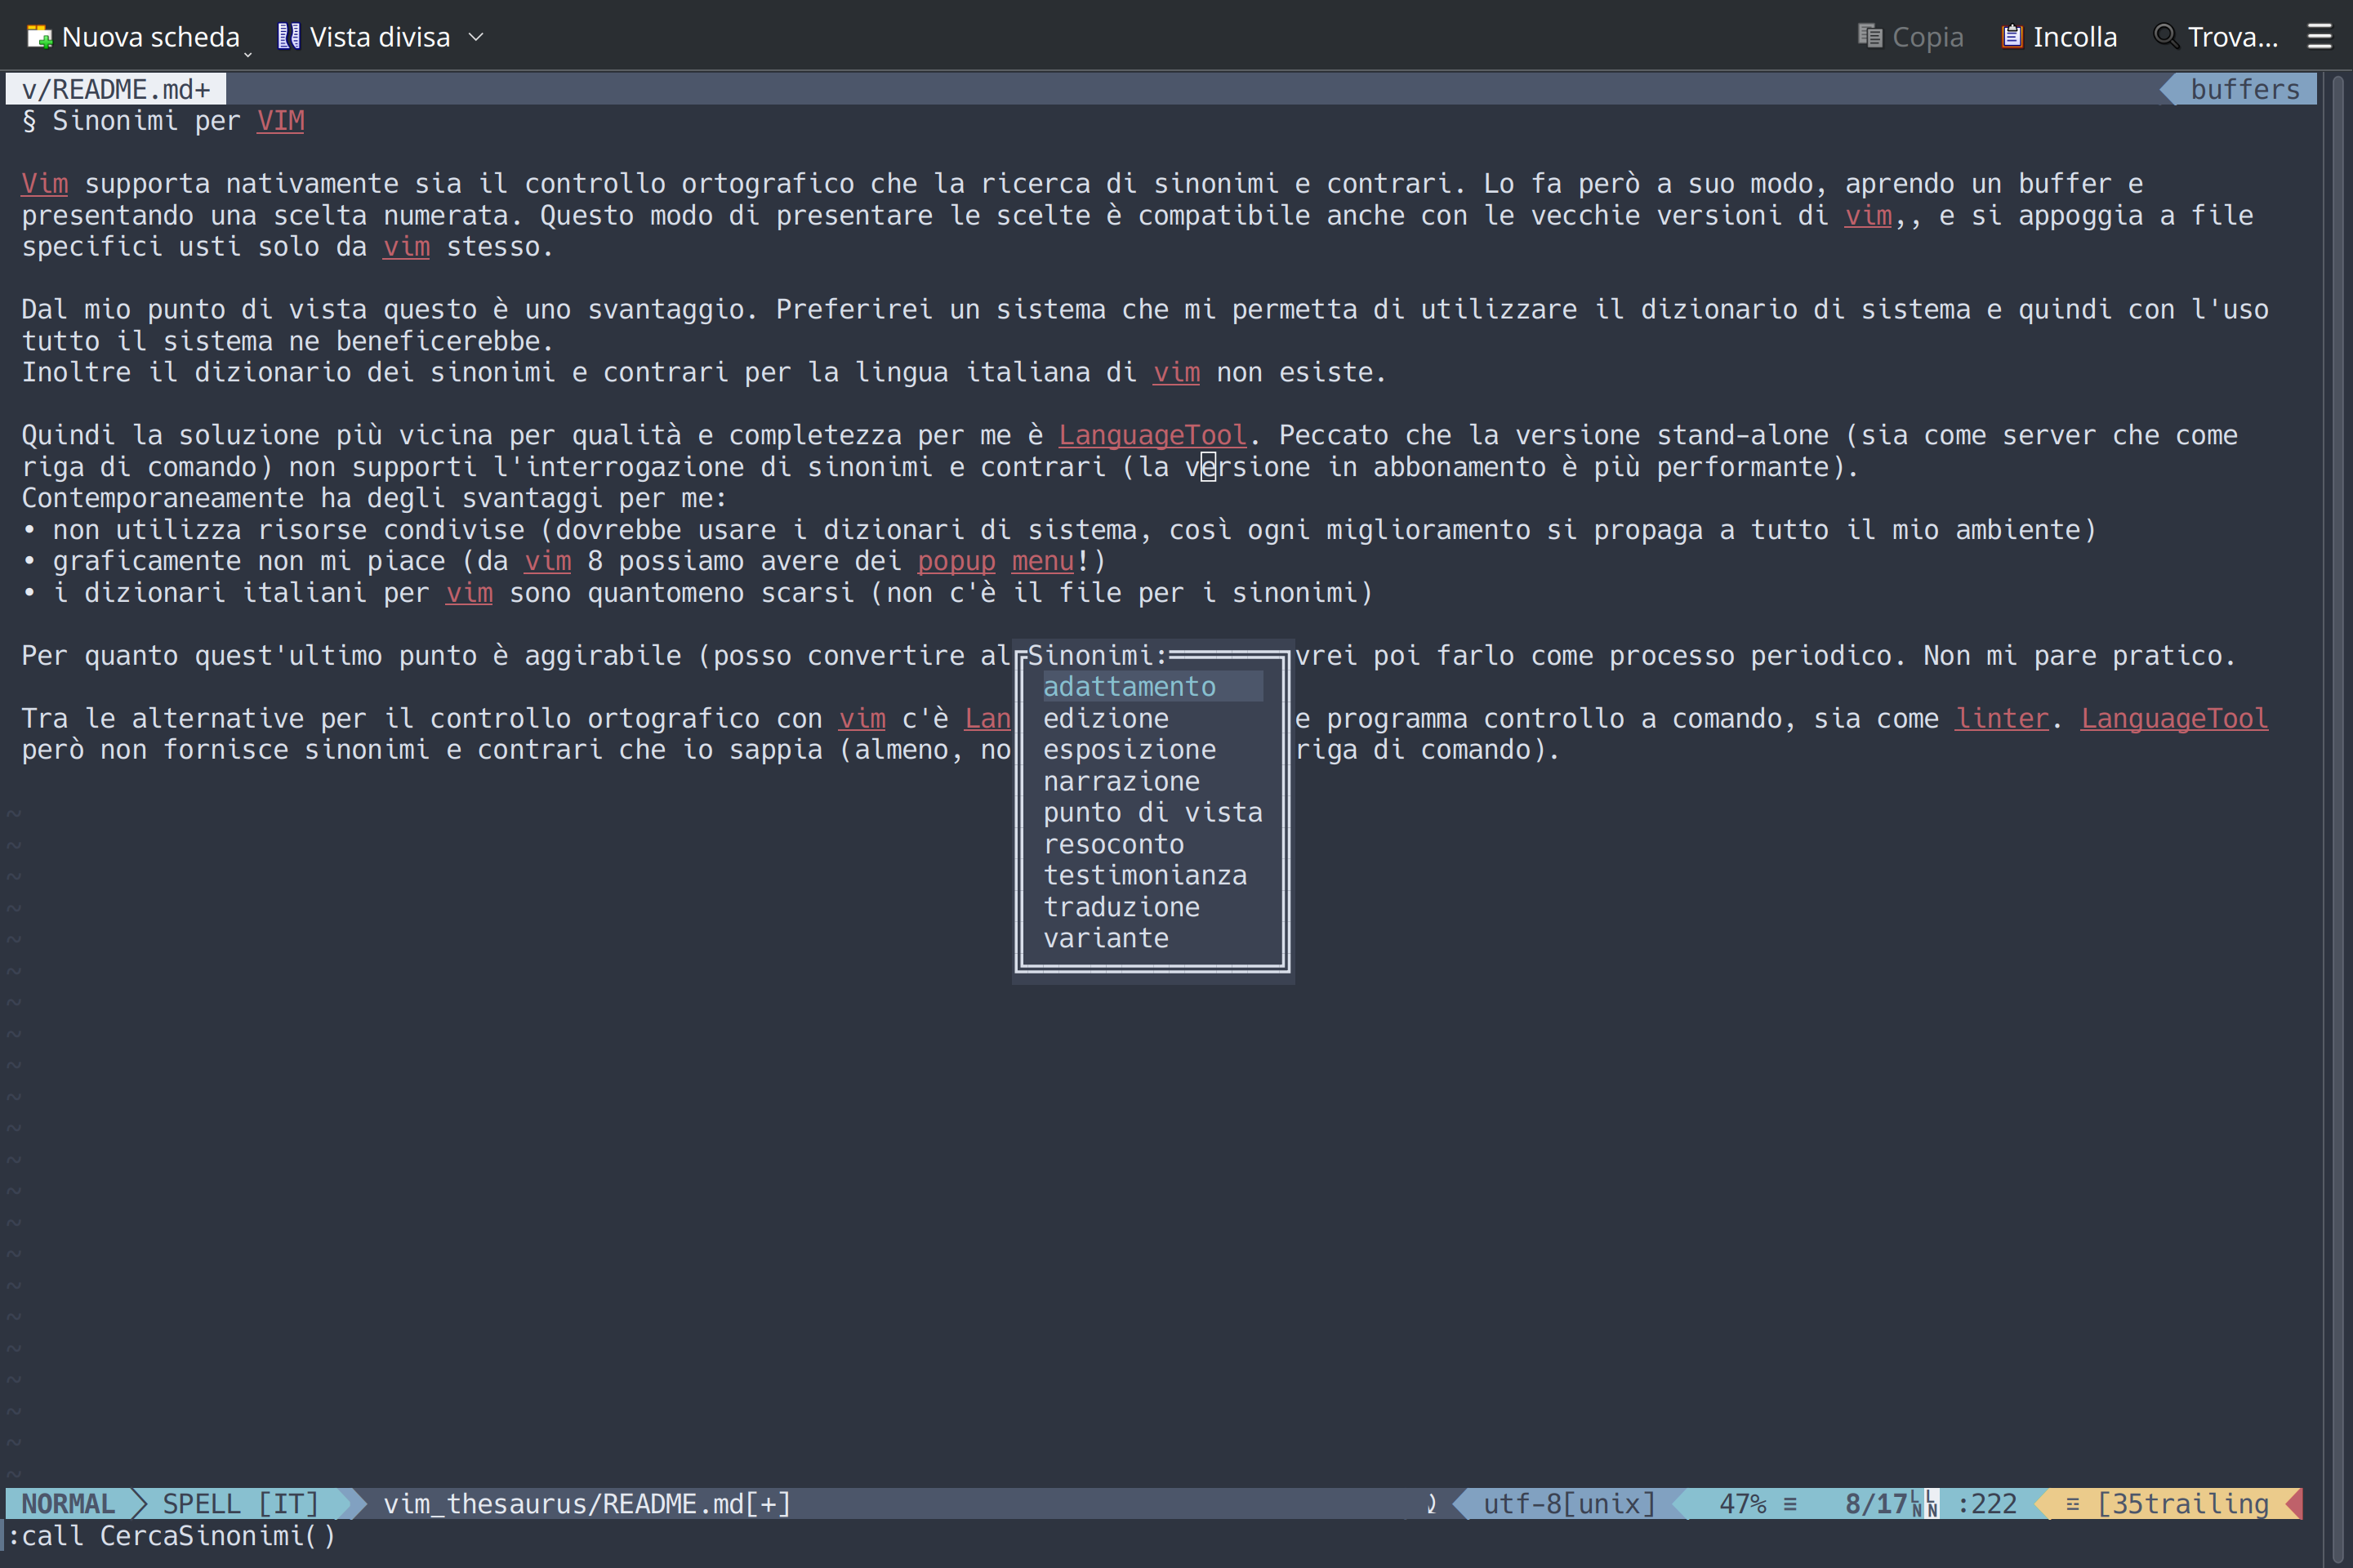 Nuova scheda Vista divisa Copia Incolla Trova...
v/README.md+ buffers
§ Sinonimi per VIM
Vim supporta nativamente sia il controllo ortografico che la ricerca di sinonimi e contrari. Lo fa però a suo modo, aprendo un buffer e
presentando una scelta numerata. Questo modo di presentare le scelte è compatibile anche con le vecchie versioni di vim,, e si appoggia a file
specifici usti solo da vim stesso.
Dal mio punto di vista questo è uno svantaggio. Preferirei un sistema che mi permetta di utilizzare il dizionario di sistema e quindi con l'uso
tutto il sistema ne beneficerebbe.
Inoltre il dizionario dei sinonimi e contrari per la lingua italiana di vim non esiste.
Quindi la soluzione più vicina per qualità e completezza per me è LanguageTool. Peccato che la versione stand-alone (sia come server che come
riga di comando) non supporti l'interrogazione di sinonimi e contrari (la versione in abbonamento è più performante).
Contemporaneamente ha degli svantaggi per me:
• non utilizza risorse condivise (dovrebbe usare i dizionari di sistema, così ogni miglioramento si propaga a tutto il mio ambiente)
• graficamente non mi piace (da vim 8 possiamo avere dei popup menu!)
• i dizionari italiani per vim sono quantomeno scarsi (non c'è il file per i sinonimi)
Per quanto quest'ultimo punto è aggirabile (posso convertire al vrei poi farlo come processo periodico. Non mi pare pratico.
Tra le alternative per il controllo ortografico con vim c'è Lan e programma controllo a comando, sia come linter. LanguageTool
però non fornisce sinonimi e contrari che io sappia (almeno, no riga di comando).
Sinonimi:
adattamento
edizione
esposizione
narrazione
punto di vista
resoconto
testimonianza
traduzione
variante
NORMAL SPELL [IT] vim_thesaurus/README.md[+] utf-8[unix] 47% ≡ 8/17 :222 [35trailing
:call CercaSinonimi()